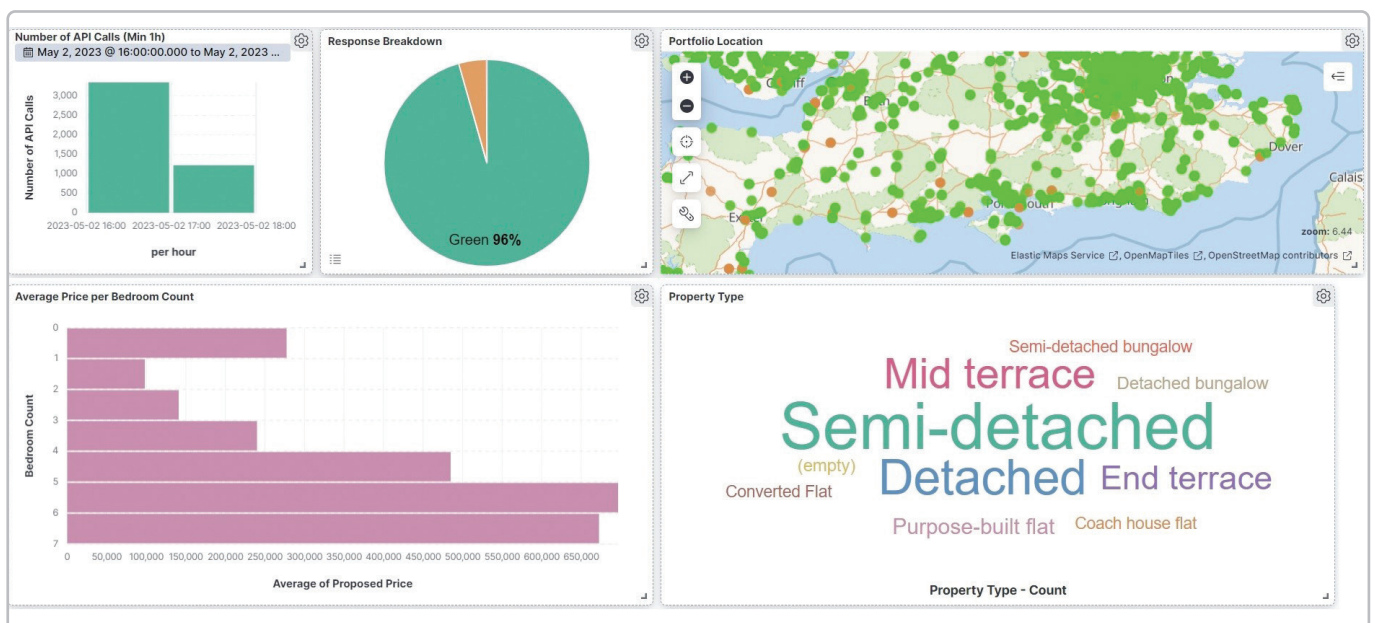 Number of API Calls (Min 1h)
May 2, 2023 @ 16:00:00.000 to May 2, 2023 ...
Number of API Calls
3,000
2,500
2,000
1,500
1,000
500
0
2023-05-02 16:00 2023-05-02 17:00 2023-05-02 18:00
per hour
Response Breakdown
Green 96%
Portfolio Location
Dover
Calais
zoom: 6.44
Elastic Maps Service , OpenMapTiles , OpenStreetMap contributors
Average Price per Bedroom Count
Bedroom Count
0
1
2
3
4
5
6
7
0 50,000 100,000 150,000 200,000 250,000 300,000 350,000 400,000 450,000 500,000 550,000 600,000 650,000
Average of Proposed Price
Property Type
Semi-detached bungalow
Mid terrace
Detached bungalow
Semi-detached
(empty)
Detached
End terrace
Converted Flat
Purpose-built flat
Coach house flat
Property Type - Count